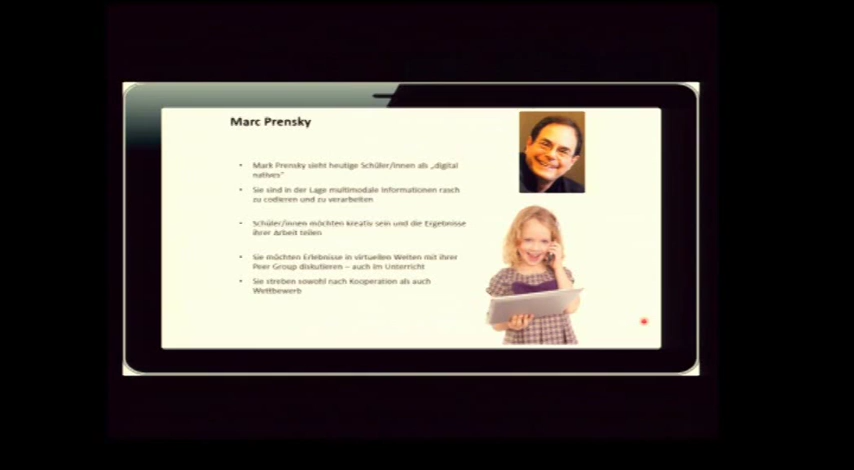 Marc Prensky
• Mark Prensky sieht heutige Schüler/innen als „digital
natives"
• Sie sind in der Lage multimodale Informationen rasch
zu codieren und zu verarbeiten
• Schüler/innen möchten kreativ sein und die Ergebnisse
ihrer Arbeit teilen
• Sie möchten Erlebnisse in virtuellen Welten mit ihrer
Peer Group diskutieren – auch im Unterricht
• Sie streben sowohl nach Kooperation als auch
Wettbewerb